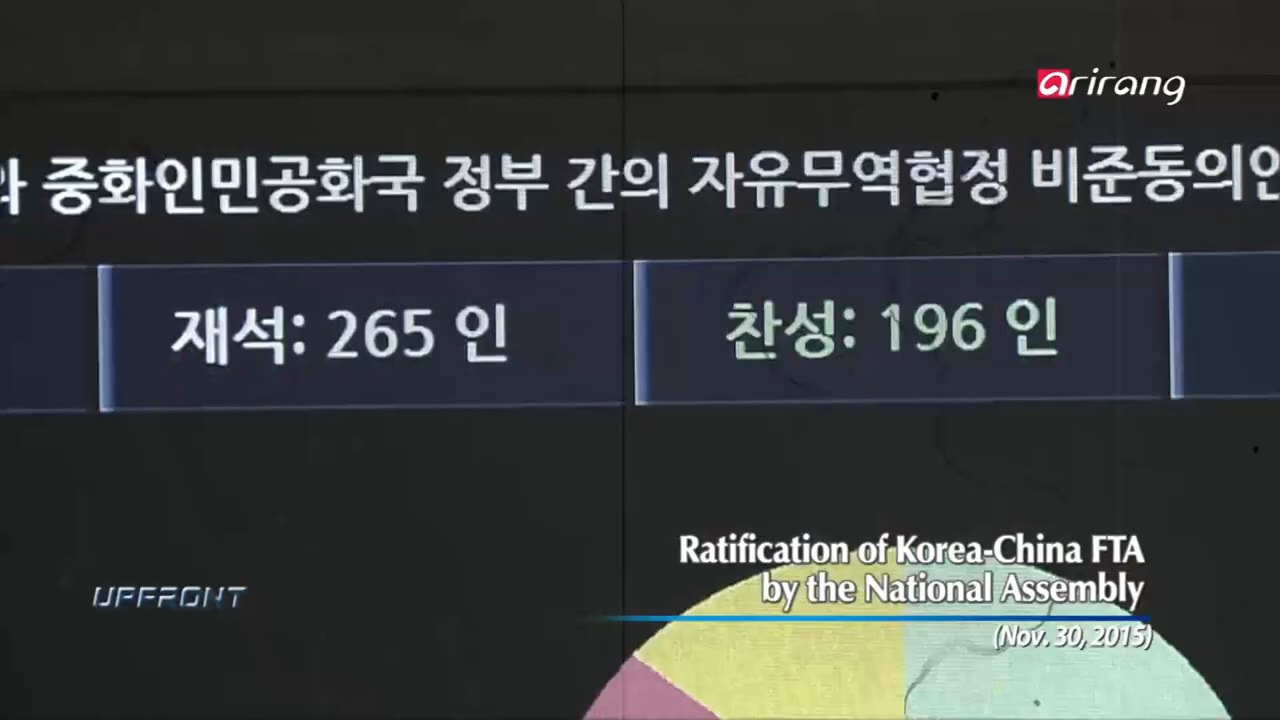 arirang
중화인민공화국 정부 간의 자유무역협정 비준동의안
재석: 265 인
찬성: 196 인
Ratification of Korea-China FTA
by the National Assembly
(Nov. 30, 2015)
UPFRONT